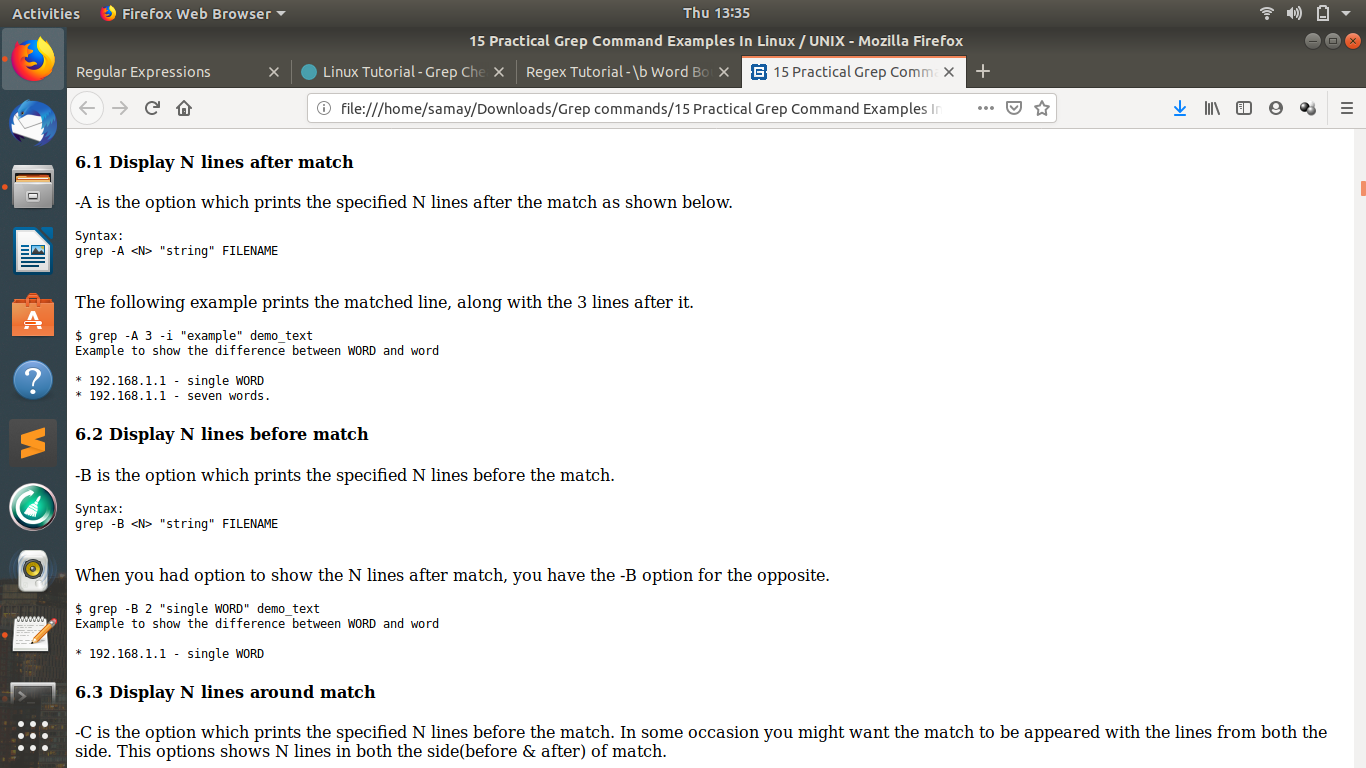 Activities
Firefox Web Browser
Thu 13:35
15 Practical Grep Command Examples In Linux / UNIX - Mozilla Firefox
Regular Expressions
Linux Tutorial - Grep Che
Regex Tutorial - \b Word Bo
15 Practical Grep Comma
file:///home/samay/Downloads/Grep commands/15 Practical Grep Command Examples In
6.1 Display N lines after match
-A is the option which prints the specified N lines after the match as shown below.
Syntax:
grep -A <N> "string" FILENAME
The following example prints the matched line, along with the 3 lines after it.
$ grep -A 3 -i "example" demo_text
Example to show the difference between WORD and word
* 192.168.1.1 - single WORD
* 192.168.1.1 - seven words.
6.2 Display N lines before match
-B is the option which prints the specified N lines before the match.
Syntax:
grep -B <N> "string" FILENAME
When you had option to show the N lines after match, you have the -B option for the opposite.
$ grep -B 2 "single WORD" demo_text
Example to show the difference between WORD and word
* 192.168.1.1 - single WORD
6.3 Display N lines around match
-C is the option which prints the specified N lines before the match. In some occasion you might want the match to be appeared with the lines from both the
side. This options shows N lines in both the side(before & after) of match.